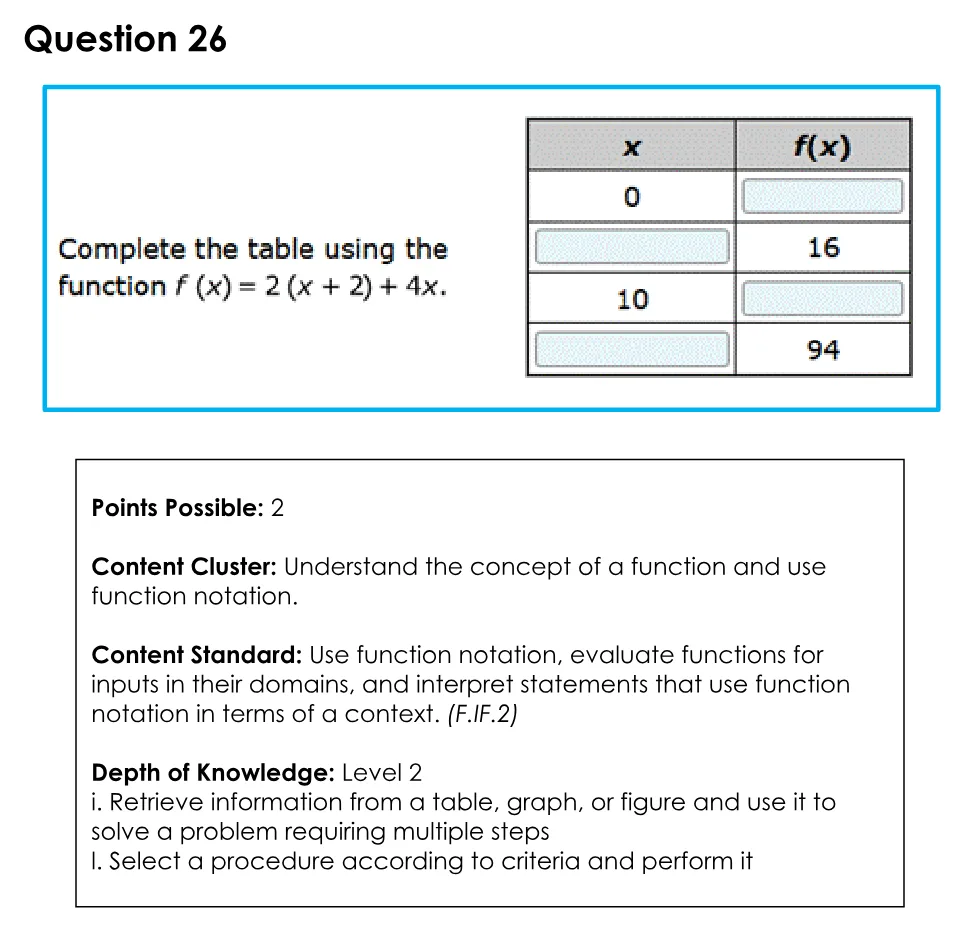 Question 26
Complete the table using the
function f (x) = 2 (x + 2) + 4x.
x f(x)
0
16
10
94
Points Possible: 2
Content Cluster: Understand the concept of a function and use
function notation.
Content Standard: Use function notation, evaluate functions for
inputs in their domains, and interpret statements that use function
notation in terms of a context. (F.IF.2)
Depth of Knowledge: Level 2
i. Retrieve information from a table, graph, or figure and use it to
solve a problem requiring multiple steps
l. Select a procedure according to criteria and perform it